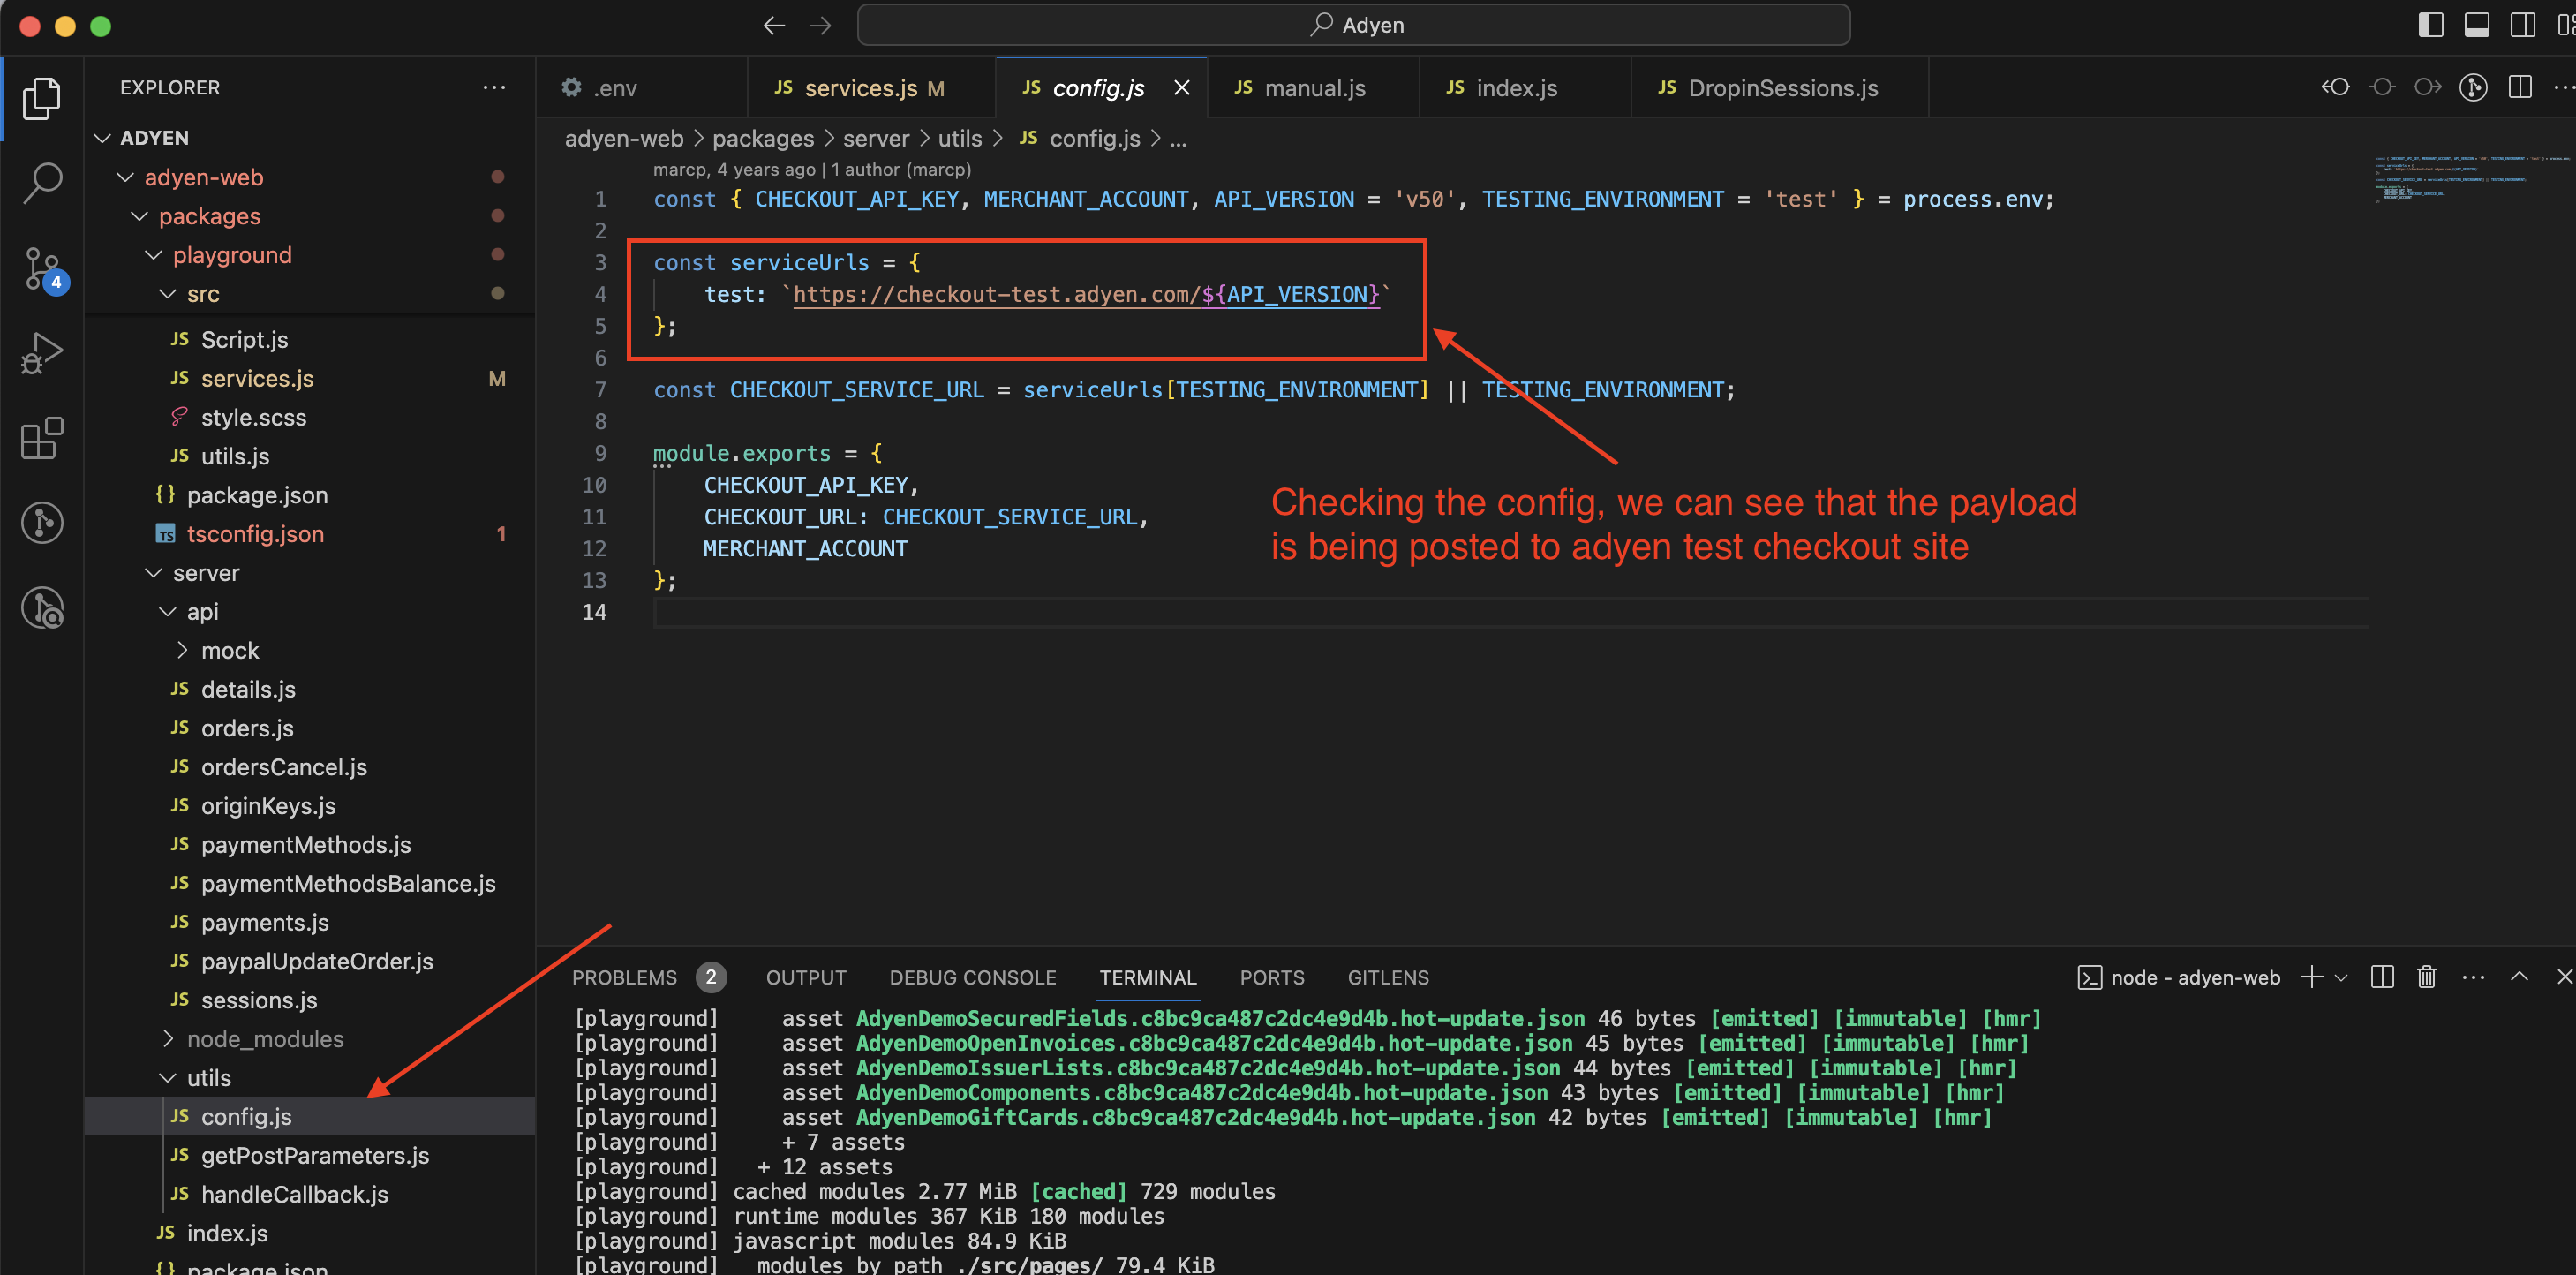 Adyen
EXPLORER
ADYEN
adyen-web
packages
playground
src
JS Script.js
JS services.js M
style.scss
JS utils.js
{} package.json
TS tsconfig.json 1
server
api
mock
JS details.js
JS orders.js
JS ordersCancel.js
JS originKeys.js
JS paymentMethods.js
JS paymentMethodsBalance.js
JS payments.js
JS paypalUpdateOrder.js
JS sessions.js
node_modules
utils
JS config.js
JS getPostParameters.js
JS handleCallback.js
JS index.js
{} package.json
4
.env
JS services.js M
JS config.js
JS manual.js
JS index.js
JS DropinSessions.js
adyen-web > packages > server > utils > JS config.js > ...
marcp, 4 years ago | 1 author (marcp)
1 const { CHECKOUT_API_KEY, MERCHANT_ACCOUNT, API_VERSION = 'v50', TESTING_ENVIRONMENT = 'test' } = process.env;
2
3 const serviceUrls = {
4 test: `https://checkout-test.adyen.com/${API_VERSION}`
5 };
6
7 const CHECKOUT_SERVICE_URL = serviceUrls[TESTING_ENVIRONMENT] || TESTING_ENVIRONMENT;
8
9 module.exports = {
10 CHECKOUT_API_KEY,
11 CHECKOUT_URL: CHECKOUT_SERVICE_URL,
12 MERCHANT_ACCOUNT
13 };
14
Checking the config, we can see that the payload
is being posted to adyen test checkout site
PROBLEMS 2 OUTPUT DEBUG CONSOLE TERMINAL PORTS GITLENS
node - adyen-web
[playground] asset AdyenDemoSecuredFields.c8bc9ca487c2dc4e9d4b.hot-update.json 46 bytes [emitted] [immutable] [hmr]
[playground] asset AdyenDemoOpenInvoices.c8bc9ca487c2dc4e9d4b.hot-update.json 45 bytes [emitted] [immutable] [hmr]
[playground] asset AdyenDemoIssuerLists.c8bc9ca487c2dc4e9d4b.hot-update.json 44 bytes [emitted] [immutable] [hmr]
[playground] asset AdyenDemoComponents.c8bc9ca487c2dc4e9d4b.hot-update.json 43 bytes [emitted] [immutable] [hmr]
[playground] asset AdyenDemoGiftCards.c8bc9ca487c2dc4e9d4b.hot-update.json 42 bytes [emitted] [immutable] [hmr]
[playground] + 7 assets
[playground] + 12 assets
[playground] cached modules 2.77 MiB [cached] 729 modules
[playground] runtime modules 367 KiB 180 modules
[playground] javascript modules 84.9 KiB
[playground] modules by path ./src/pages/ 79.4 KiB